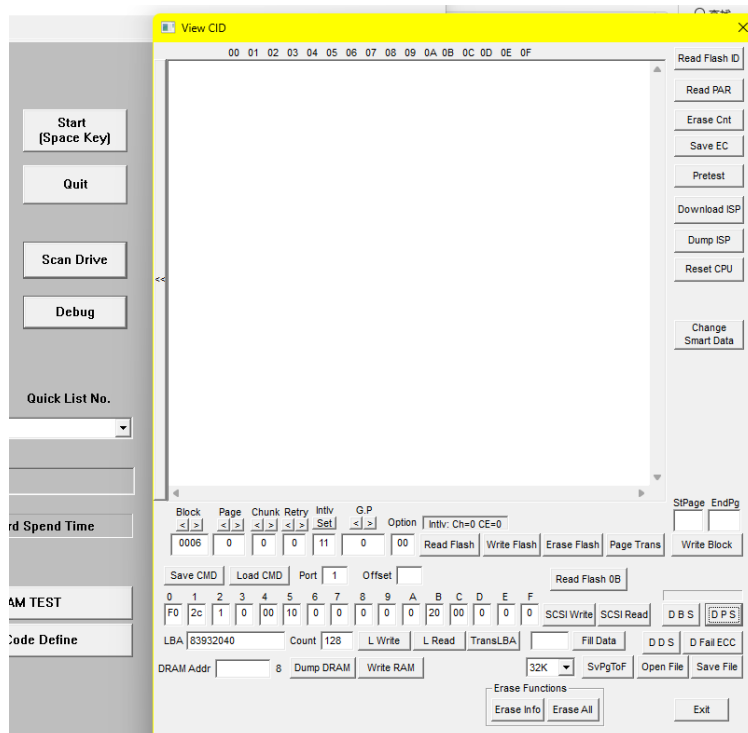 View CID
00 01 02 03 04 05 06 07 08 09 0A 0B 0C 0D 0E 0F
Read Flash ID
Read PAR
Erase Cnt
Save EC
Pretest
Download ISP
Dump ISP
Reset CPU
Change
Smart Data
Start
(Space Key)
Quit
Scan Drive
Debug
Quick List No.
rd Spend Time
AM TEST
Code Define
<<
StPage EndPg
Block Page Chunk Retry Intlv G.P Option Intlv: Ch=0 CE=0
< > < > < > < > Set < >
0006 0 0 0 11 0 00 Read Flash Write Flash Erase Flash Page Trans Write Block
Save CMD Load CMD Port 1 Offset Read Flash 0B
0 1 2 3 4 5 6 7 8 9 A B C D E F
F0 2c 1 0 00 10 0 0 0 0 0 20 00 0 0 0 SCSI Write SCSI Read D B S D P S
LBA 83932040 Count 128 L Write L Read TransLBA Fill Data D D S D Fail ECC
DRAM Addr 8 Dump DRAM Write RAM 32K SvPgToF Open File Save File
Erase Functions
Erase Info Erase All Exit